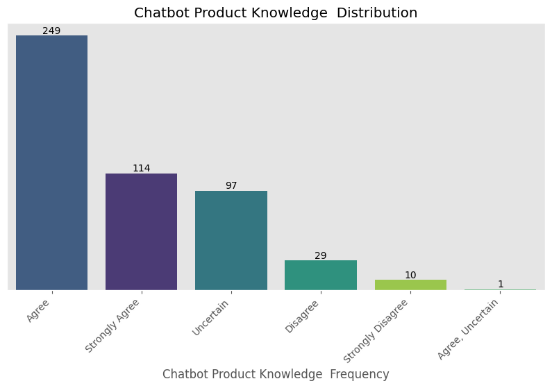 Chatbot Product Knowledge  Distribution
249
114
97
29
10
1
Agree
Strongly Agree
Uncertain
Disagree
Strongly Disagree
Agree, Uncertain
Chatbot Product Knowledge  Frequency